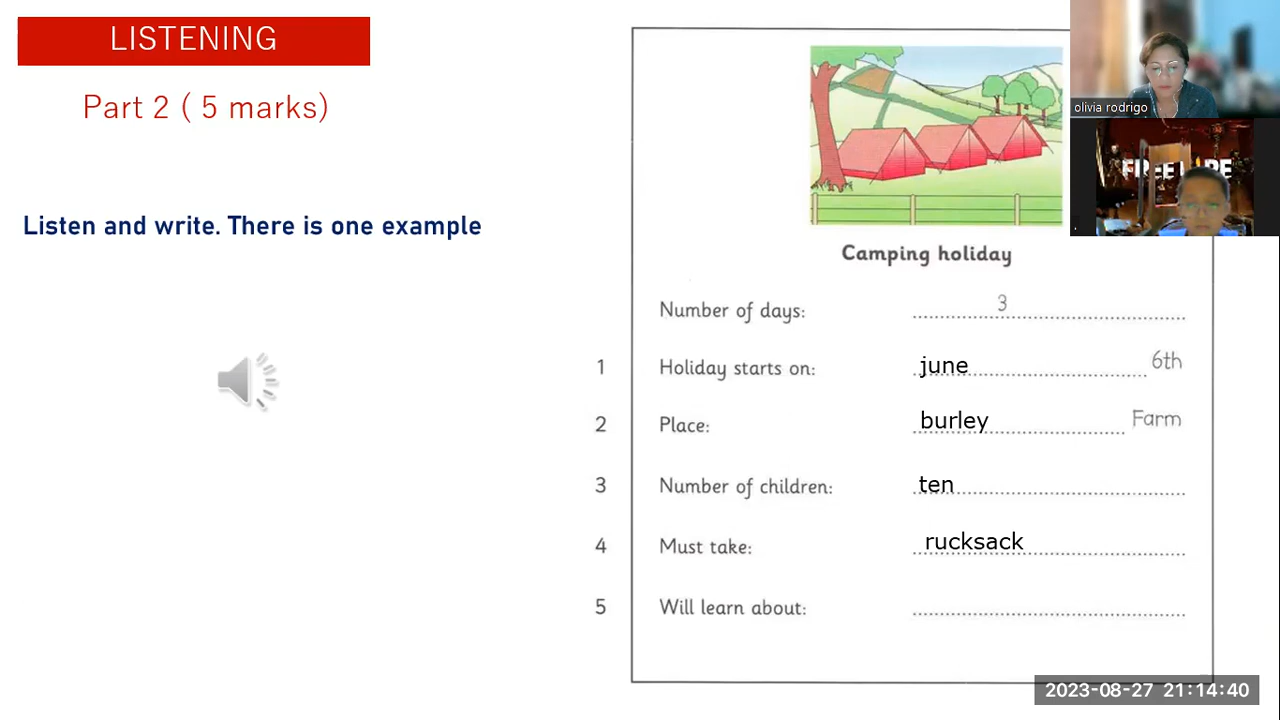 LISTENING
Part 2 ( 5 marks)
Listen and write. There is one example
olivia rodrigo
FREE FIRE
Camping holiday
Number of days: 3
1 Holiday starts on: june 6th
2 Place: burley Farm
3 Number of children: ten
4 Must take: rucksack
5 Will learn about:
2023-08-27 21:14:40